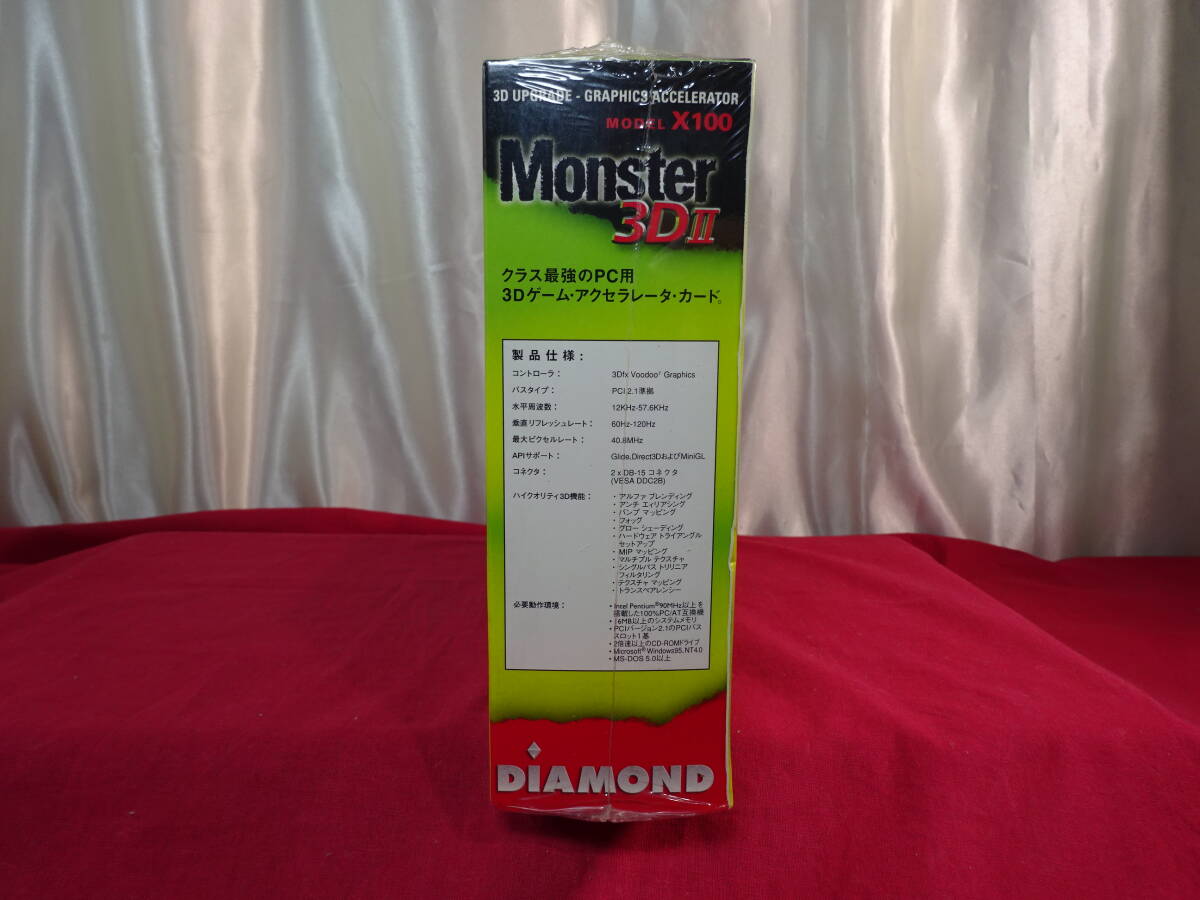 3D UPGRADE - GRAPHICS ACCELERATOR
MODEL X100
Monster
3D II
クラス最強のPC用
3Dゲーム・アクセラレータ・カード。
製品仕様:
コントローラ: 3Dfx Voodoo² Graphics
バスタイプ: PCI 2.1準拠
水平周波数: 12KHz-57.6KHz
垂直リフレッシュレート: 60Hz-120Hz
最大ピクセルレート: 40.8MHz
APIサポート: Glide,Direct3DおよびMiniGL
コネクタ: 2 x DB-15 コネクタ
(VESA DDC2B)
ハイクオリティ3D機能: ・アルファ ブレンディング
・アンチ エィリアシング
・バンプ マッピング
・フォッグ
・グロー シェーディング
・ハードウェア トライアングル
セットアップ
・MIP マッピング
・マルチプル テクスチャ
・シングルパス トリリニア
フィルタリング
・テクスチャ マッピング
・トランスペアレンシー
必要動作環境: • Intel Pentium®90MHz以上を
搭載した100%PC/AT互換機
• 16MB以上のシステムメモリ
• PCIバージョン2.1のPCIバス
スロット1基
• 2倍速以上のCD-ROMドライブ
• Microsoft® Windows95,NT4.0
• MS-DOS 5.0以上
DIAMOND